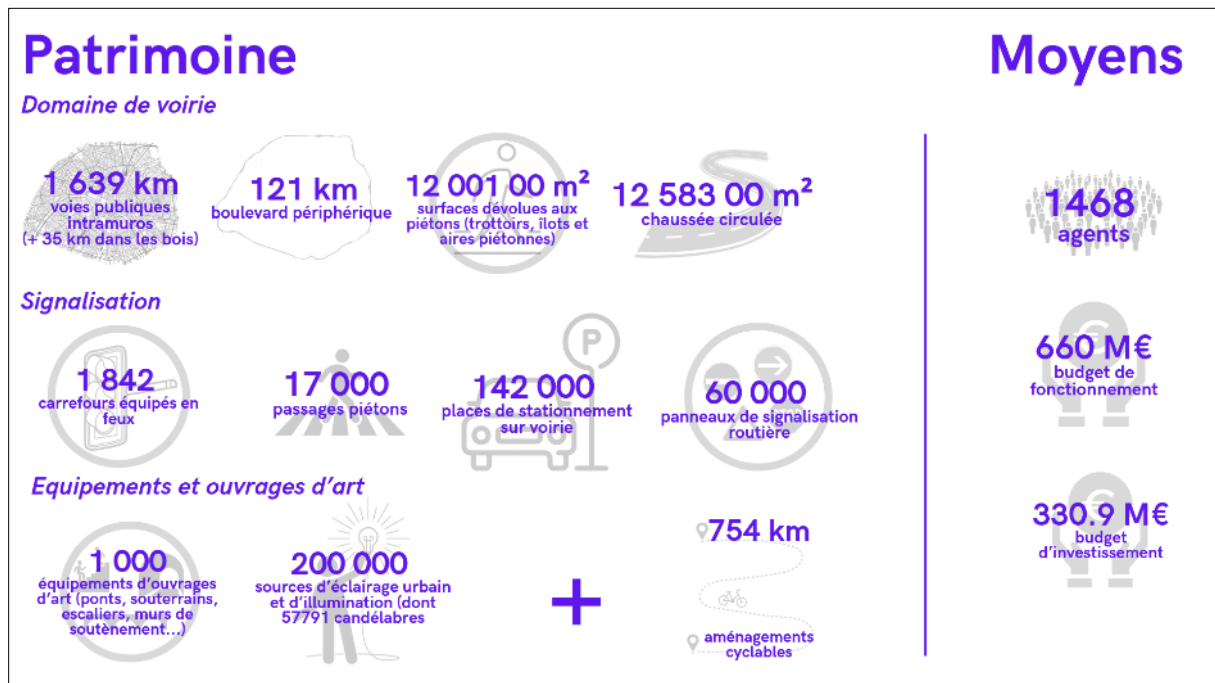 Patrimoine
Moyens
Domaine de voirie
1 639 km
voies publiques
intramuros
(+ 35 km dans les bois)
121 km
boulevard périphérique
12 001 00 m²
surfaces dévolues aux
piétons (trottoirs, îlots et
aires piétonnes)
12 583 00 m²
chaussée circulée
1468
agents
Signalisation
1 842
carrefours équipés en
feux
17 000
passages piétons
P
142 000
places de stationnement
sur voirie
60 000
panneaux de signalisation
routière
660 M€
budget de
fonctionnement
Equipements et ouvrages d'art
1 000
équipements d'ouvrages
d'art (ponts, souterrains,
escaliers, murs de
soutènement...)
200 000
sources d'éclairage urbain
et d'illumination (dont
57791 candélabres
+
754 km
aménagements
cyclables
330.9 M€
budget
d'investissement